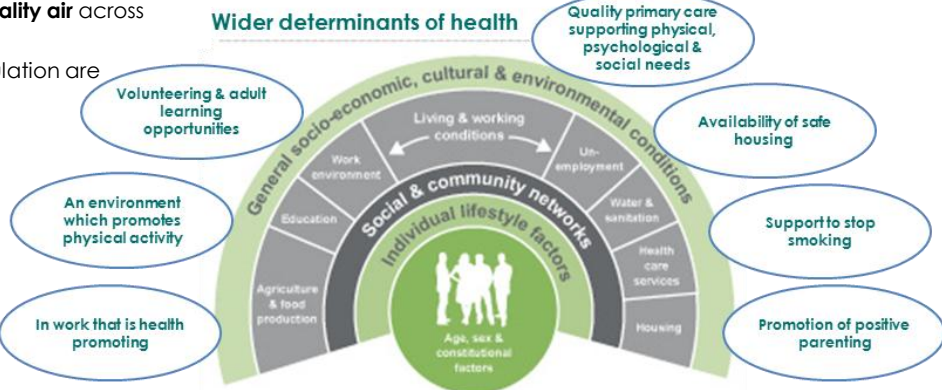 ality air across
ulation are
Wider determinants of health
Quality primary care
supporting physical,
psychological &
social needs
Volunteering & adult
learning
opportunities
Availability of safe
housing
An environment
which promotes
physical activity
Support to stop
smoking
In work that is health
promoting
Promotion of positive
parenting
General socio-economic, cultural & environmental conditions
Living & working
conditions
Agriculture
& food
production
Education
Work
environment
Un-
employment
Water &
sanitation
Health
care
services
Housing
Social & community networks
Individual lifestyle factors
Age, sex &
constitutional
factors